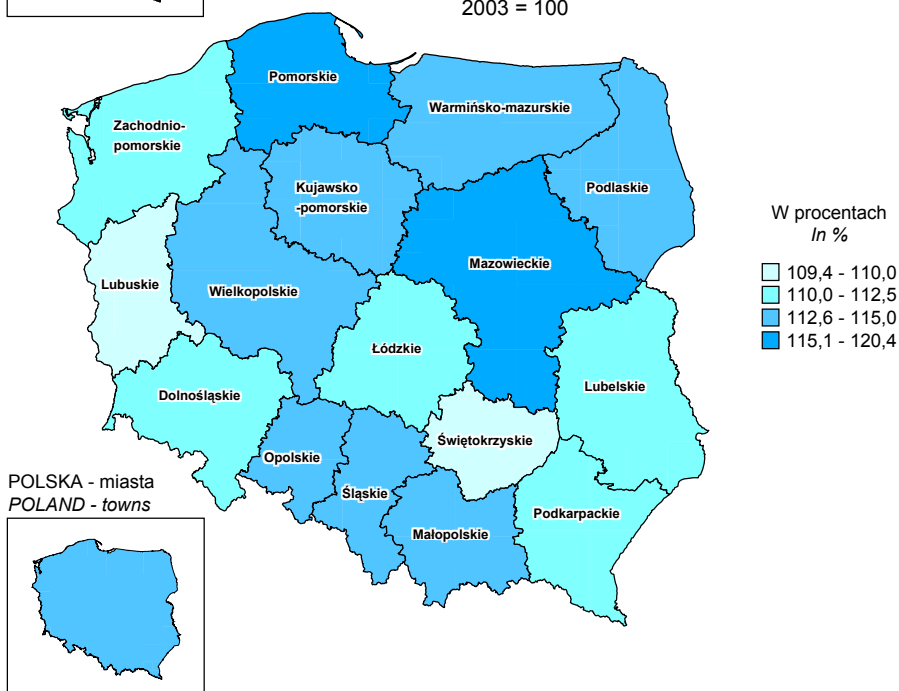 2003 = 100
Pomorskie
Warmińsko-mazurskie
Zachodnio-
pomorskie
Kujawsko
-pomorskie
Podlaskie
Mazowieckie
Lubuskie
Wielkopolskie
Łódzkie
Dolnośląskie
Lubelskie
Świętokrzyskie
Opolskie
Śląskie
Podkarpackie
Małopolskie
W procentach
In %
109,4 - 110,0
110,0 - 112,5
112,6 - 115,0
115,1 - 120,4
POLSKA - miasta
POLAND - towns